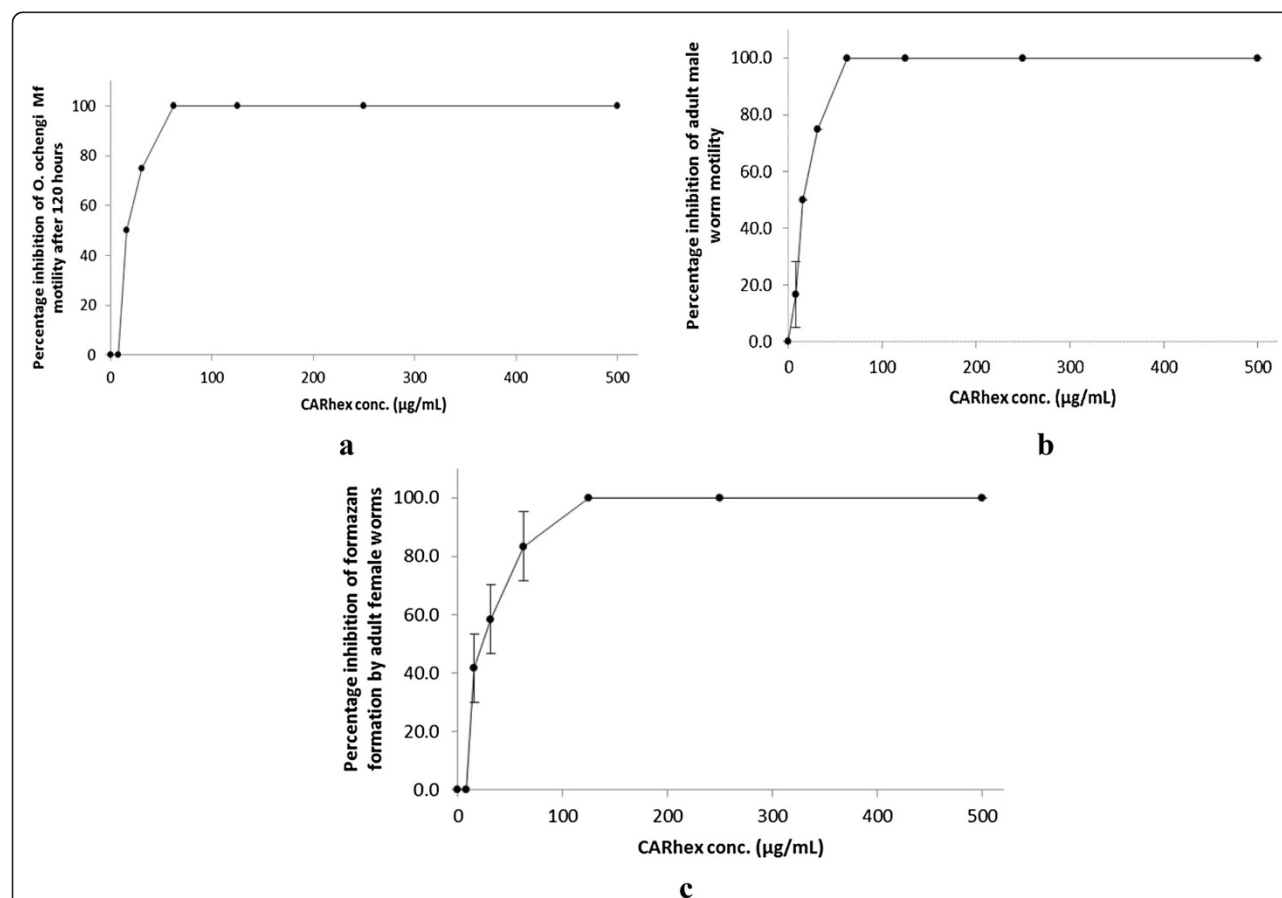 Percentage inhibition of O. ochengi Mf
motility after 120 hours
100
80
60
40
20
0
0 100 200 300 400 500
CARhex conc. (µg/mL)
a
Percentage inhibition of adult male
worm motility
100.0
80.0
60.0
40.0
20.0
0.0
0 100 200 300 400 500
CARhex conc. (µg/mL)
b
Percentage inhibition of formazan
formation by adult female worms
100.0
80.0
60.0
40.0
20.0
0.0
0 100 200 300 400 500
CARhex conc. (µg/mL)
c